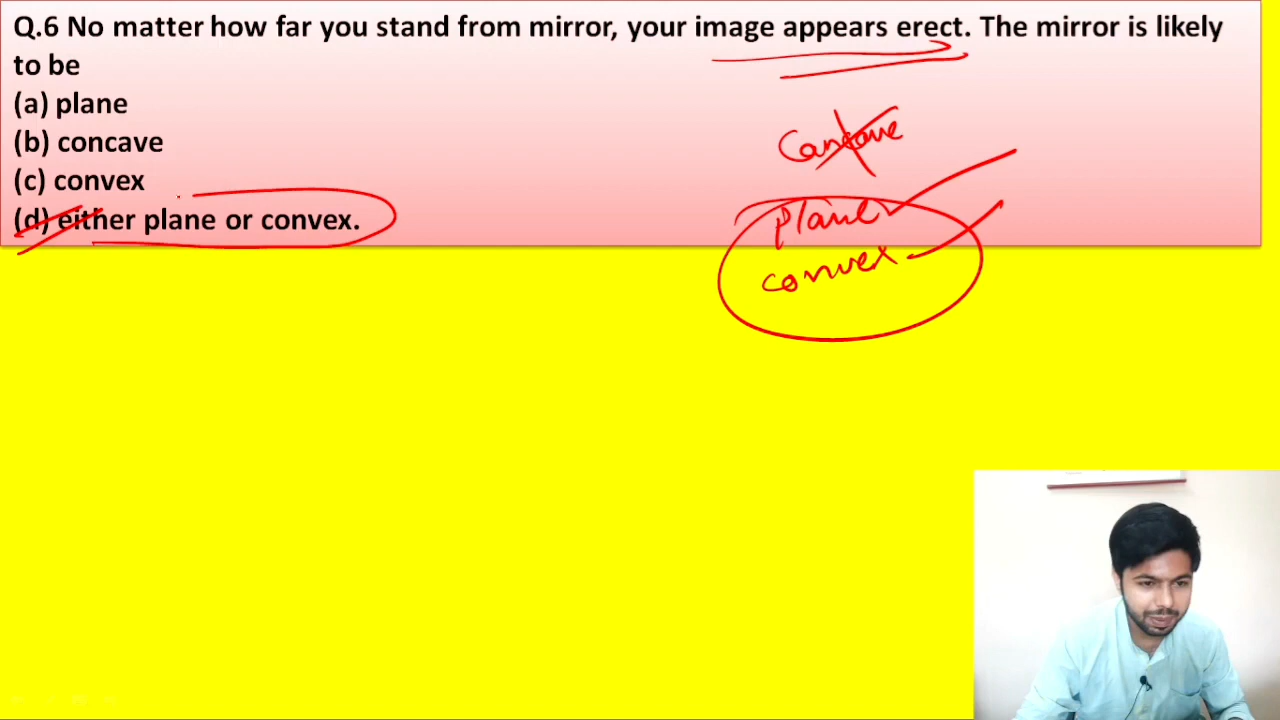 Q.6 No matter how far you stand from mirror, your image appears erect. The mirror is likely
to be
(a) plane
(b) concave
(c) convex
(d) either plane or convex.
Concave
plane
convex